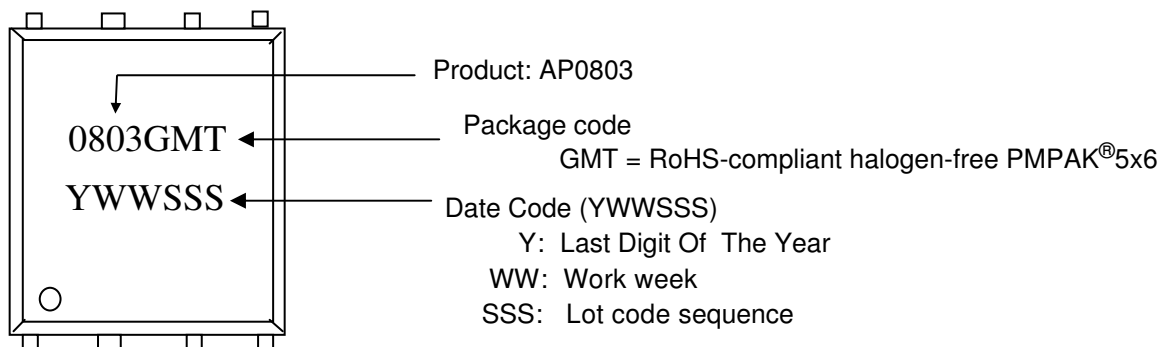 Product: AP0803
0803GMT
Package code
GMT = RoHS-compliant halogen-free PMPAK®5x6
YWWSSS
Date Code (YWWSSS)
Y: Last Digit Of The Year
WW: Work week
SSS: Lot code sequence